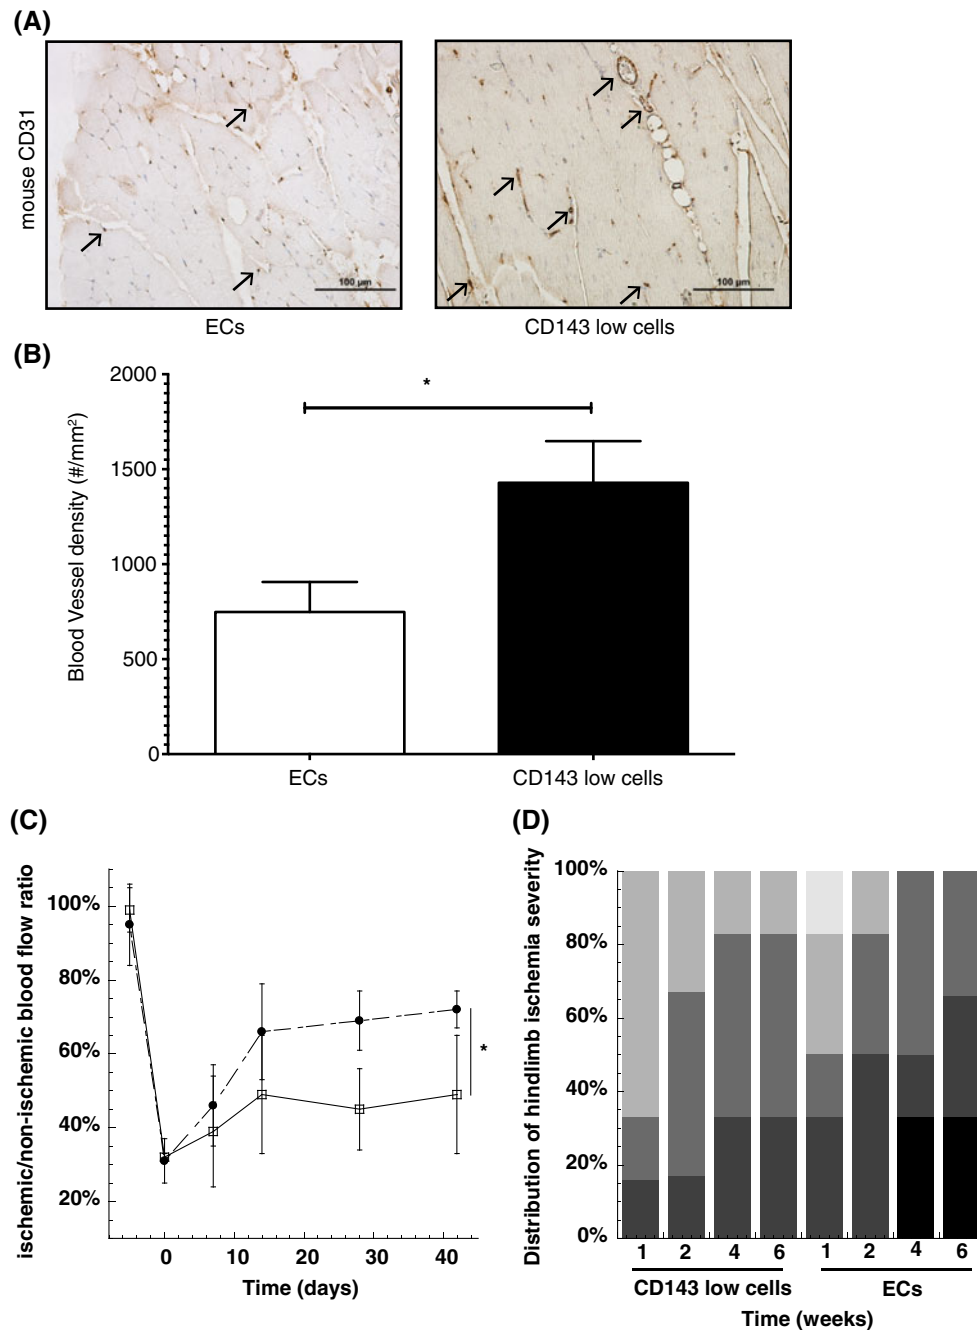 (A)
mouse CD31
100 µm
100 µm
ECs
CD143 low cells
(B)
Blood Vessel density (#/mm²)
2000
1500
1000
500
0
*
ECs
CD143 low cells
(C)
ischemic/non-ischemic blood flow ratio
100%
80%
60%
40%
20%
*
0 10 20 30 40
Time (days)
(D)
Distribution of hindlimb ischemia severity
100%
80%
60%
40%
20%
0%
1 2 4 6 1 2 4 6
CD143 low cells ECs
Time (weeks)